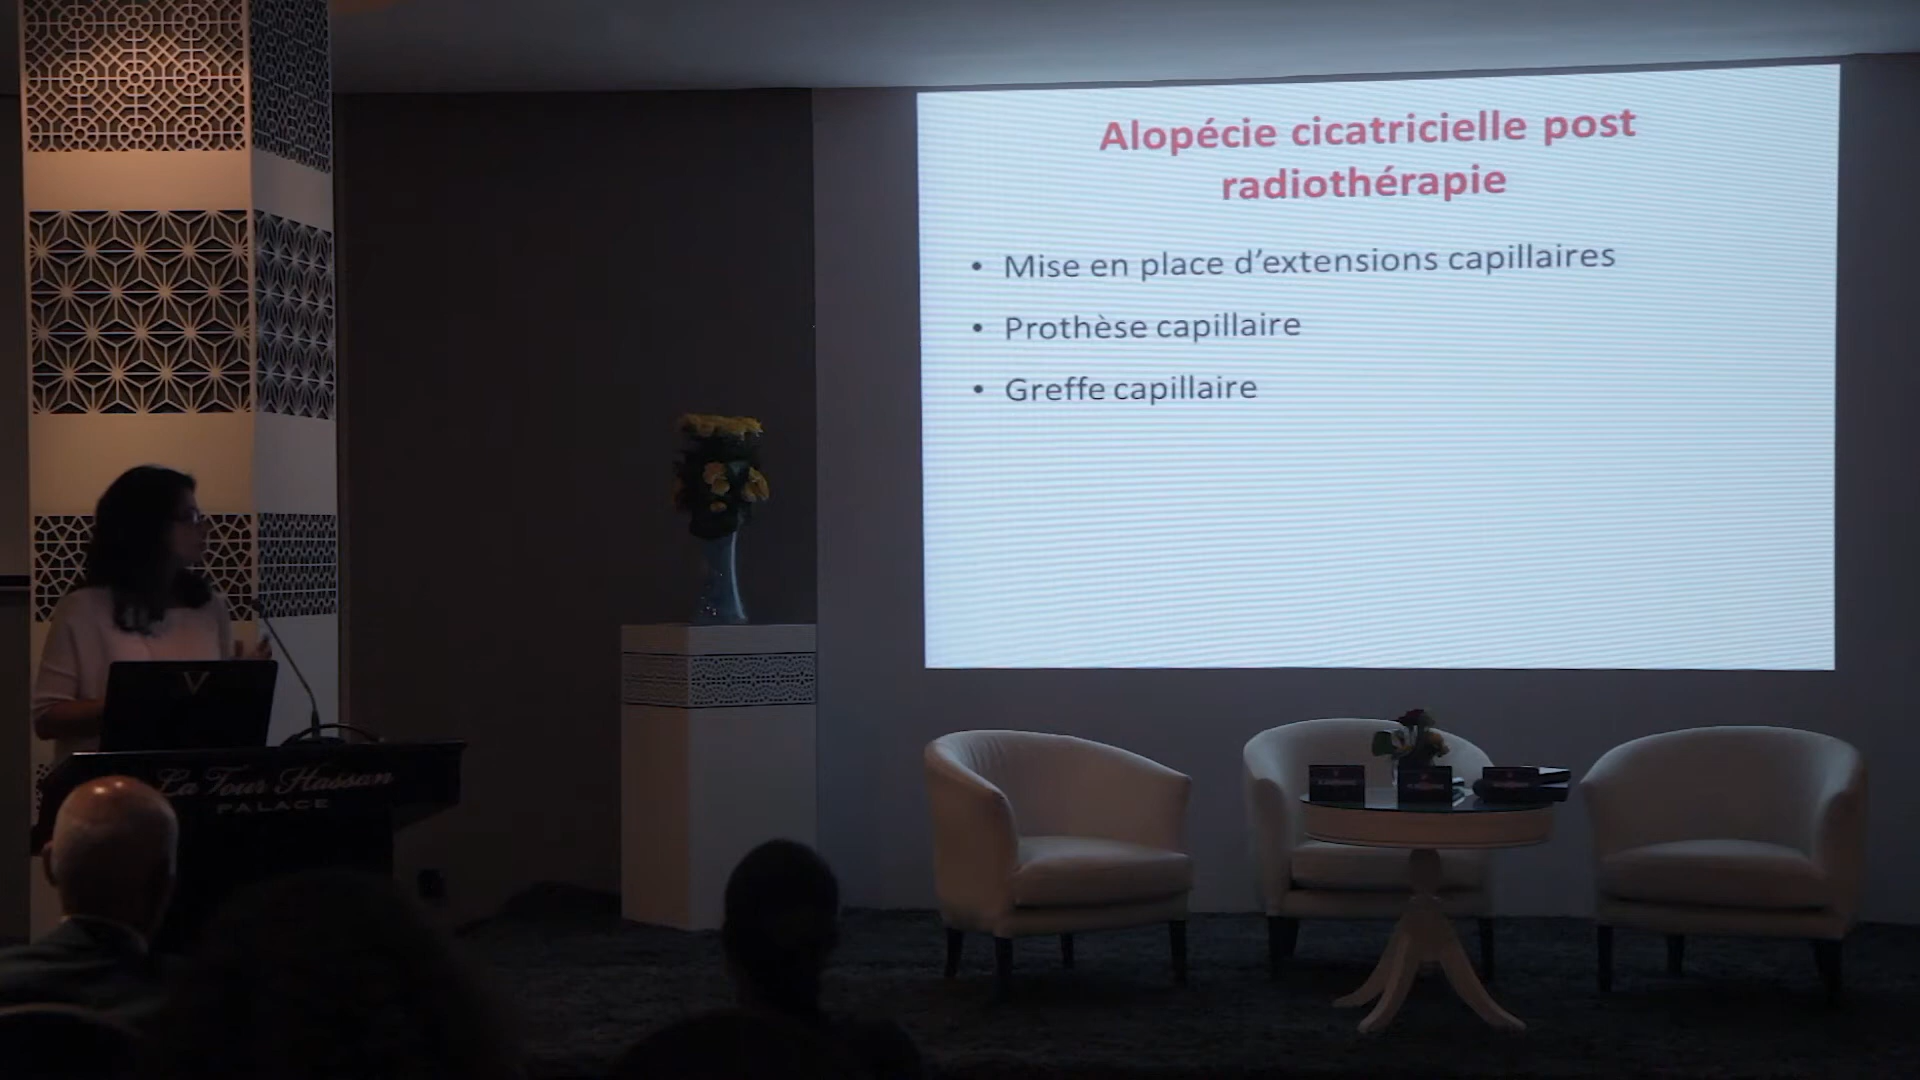 Alopécie cicatricielle post
radiothérapie
• Mise en place d'extensions capillaires
• Prothèse capillaire
• Greffe capillaire
La Tour Hassan
PALACE